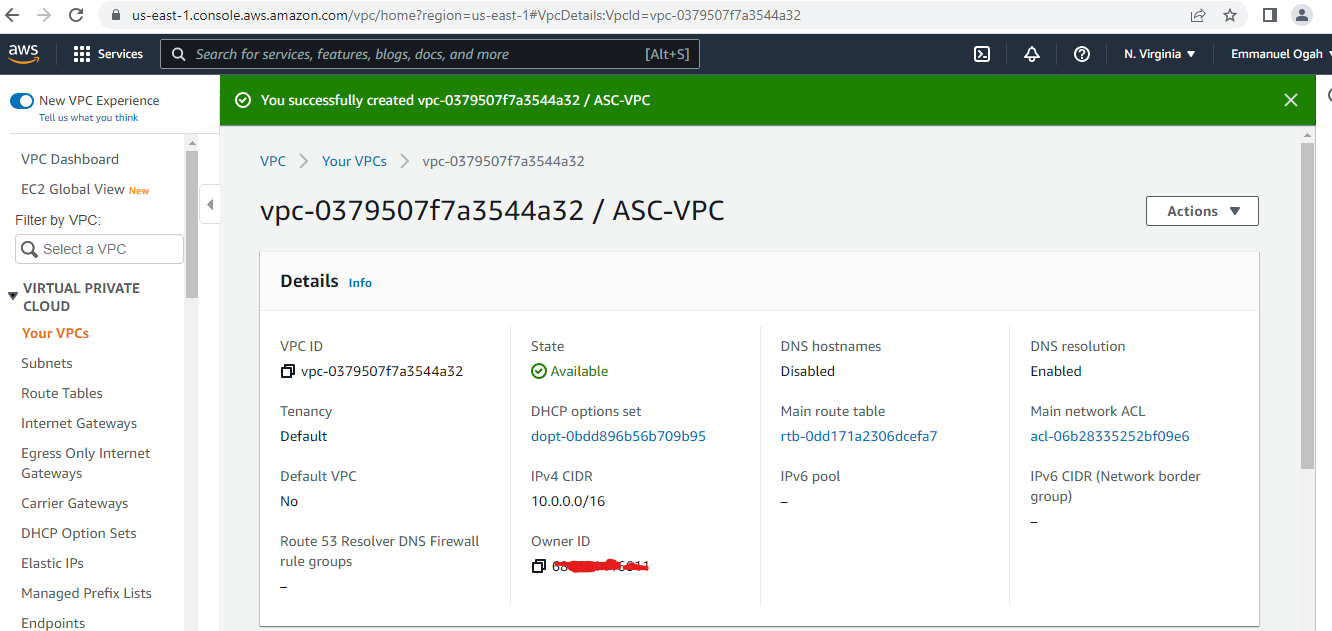 us-east-1.console.aws.amazon.com/vpc/home?region=us-east-1#VpcDetails:VpcId=vpc-0379507f7a3544a32
aws
Services
Search for services, features, blogs, docs, and more
[Alt+S]
N. Virginia
Emmanuel Ogah
New VPC Experience
Tell us what you think
You successfully created vpc-0379507f7a3544a32 / ASC-VPC
VPC Dashboard
EC2 Global View New
Filter by VPC:
Select a VPC
VIRTUAL PRIVATE
CLOUD
Your VPCs
Subnets
Route Tables
Internet Gateways
Egress Only Internet
Gateways
Carrier Gateways
DHCP Option Sets
Elastic IPs
Managed Prefix Lists
Endpoints
VPC
Your VPCs
vpc-0379507f7a3544a32
vpc-0379507f7a3544a32 / ASC-VPC
Actions
Details
Info
VPC ID
vpc-0379507f7a3544a32
State
Available
DNS hostnames
Disabled
DNS resolution
Enabled
Tenancy
Default
DHCP options set
dopt-0bdd896b56b709b95
Main route table
rtb-0dd171a2306dcefa7
Main network ACL
acl-06b28335252bf09e6
Default VPC
No
IPv4 CIDR
10.0.0.0/16
IPv6 pool
–
IPv6 CIDR (Network border
group)
–
Route 53 Resolver DNS Firewall
rule groups
–
Owner ID